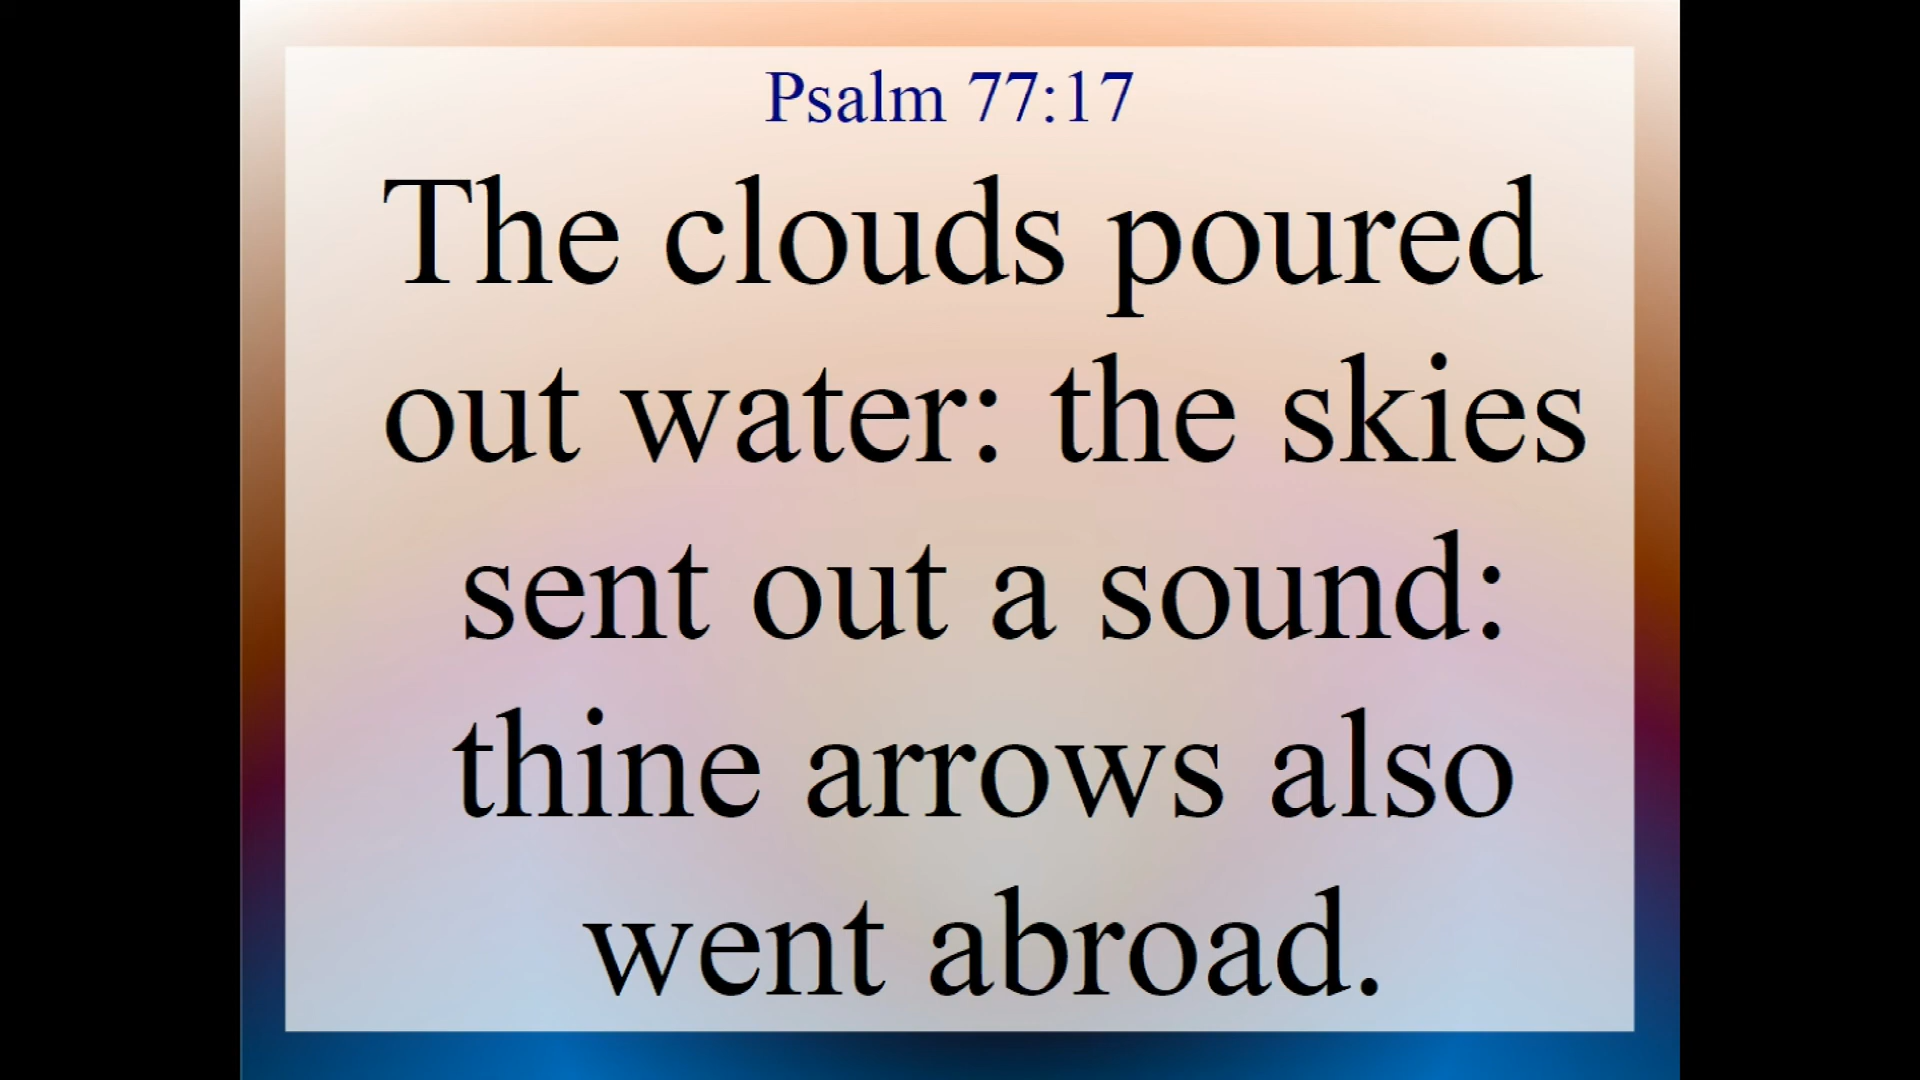 Psalm 77:17
The clouds poured
out water: the skies
sent out a sound:
thine arrows also
went abroad.